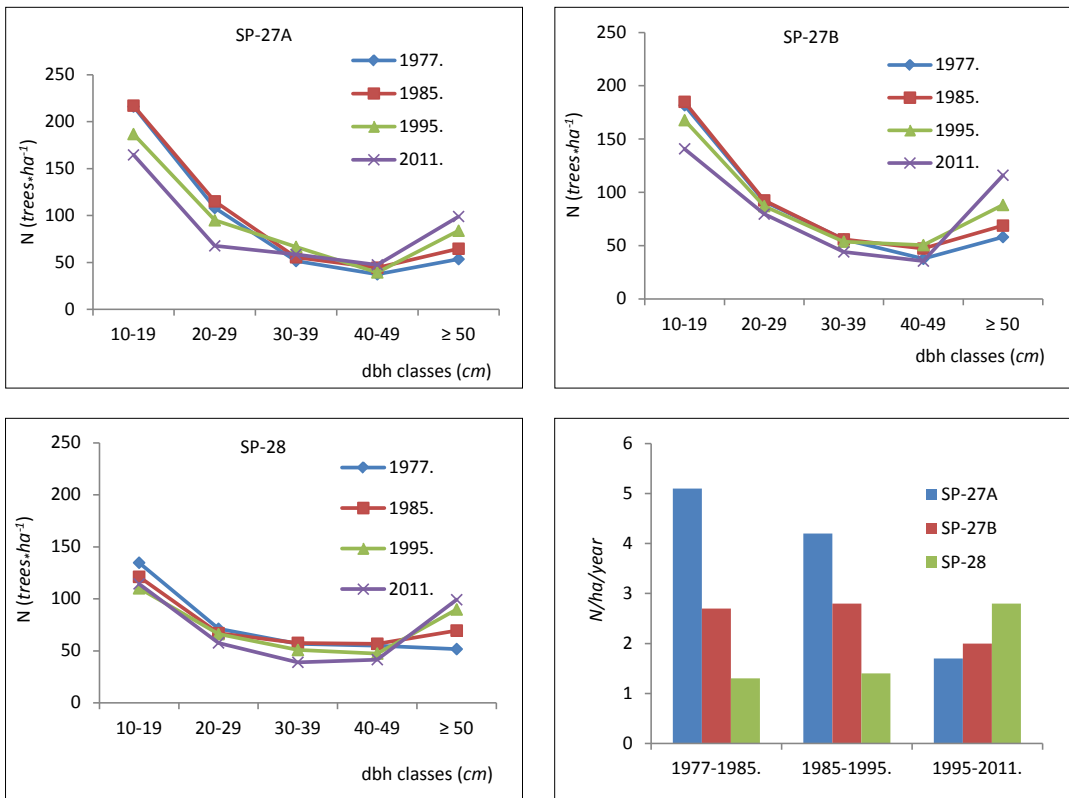 SP-27A
250
200
150
100
50
0
N (trees*ha-1)
10-19 20-29 30-39 40-49 ≥ 50
dbh classes (cm)
1977.
1985.
1995.
2011.
SP-27B
250
200
150
100
50
0
N (trees*ha-1)
10-19 20-29 30-39 40-49 ≥ 50
dbh classes (cm)
1977.
1985.
1995.
2011.
SP-28
250
200
150
100
50
0
N (trees*ha-1)
10-19 20-29 30-39 40-49 ≥ 50
dbh classes (cm)
1977.
1985.
1995.
2011.
6
5
4
3
2
1
0
N/ha/year
1977-1985. 1985-1995. 1995-2011.
SP-27A
SP-27B
SP-28